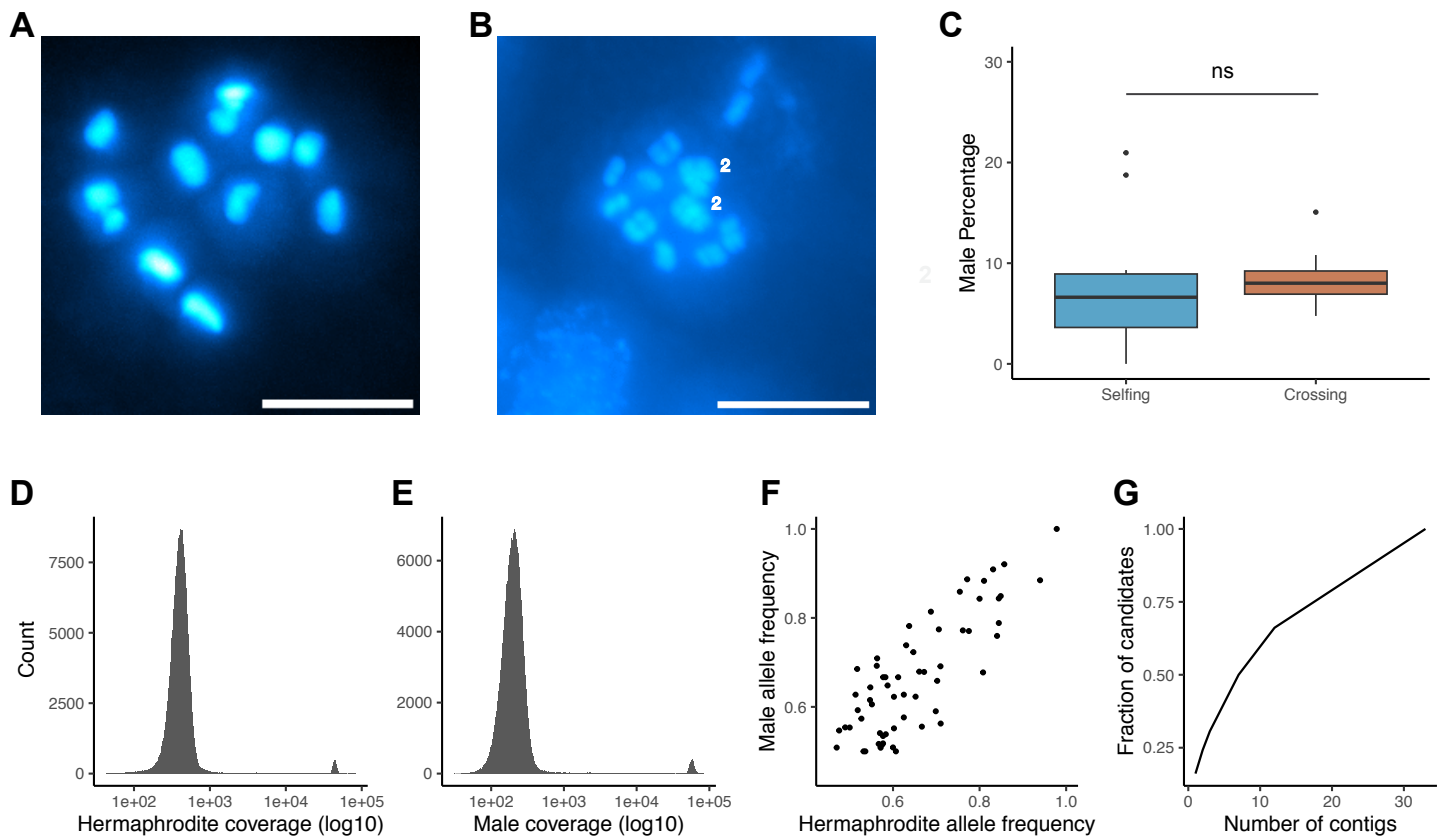 A
B
C
2
2
2
ns
Male Percentage
30
20
10
0
Selfing
Crossing
D
E
F
G
Count
7500
5000
2500
0
1e+02
1e+03
1e+04
1e+05
Hermaphrodite coverage (log10)
6000
4000
2000
0
1e+02
1e+03
1e+04
1e+05
Male coverage (log10)
Male allele frequency
1.0
0.8
0.6
0.6
0.8
1.0
Hermaphrodite allele frequency
Fraction of candidates
1.00
0.75
0.50
0.25
0
10
20
30
Number of contigs